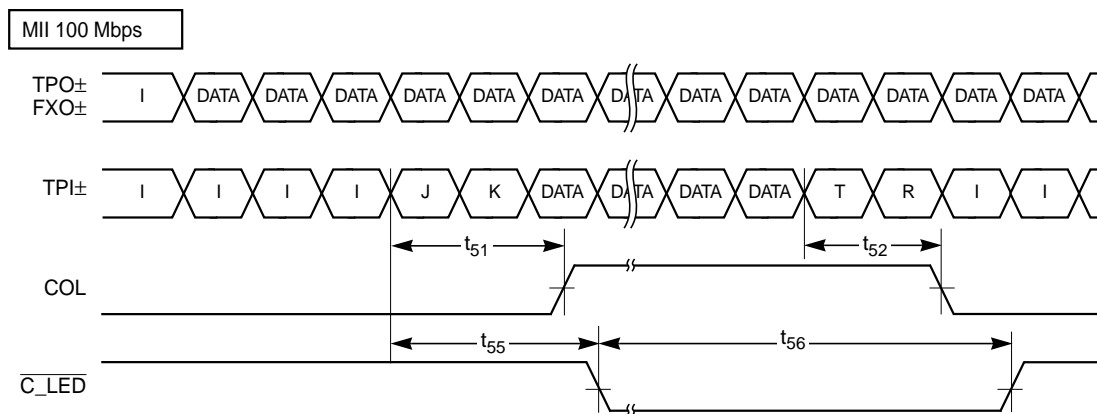 MII 100 Mbps
TPO±
FXO±
I DATA DATA DATA DATA DATA DATA DATA DATA DATA DATA DATA DATA DATA
TPI±
I I I I J K DATA DATA DATA DATA T R I I
t51
t52
COL
t55
t56
C_LED